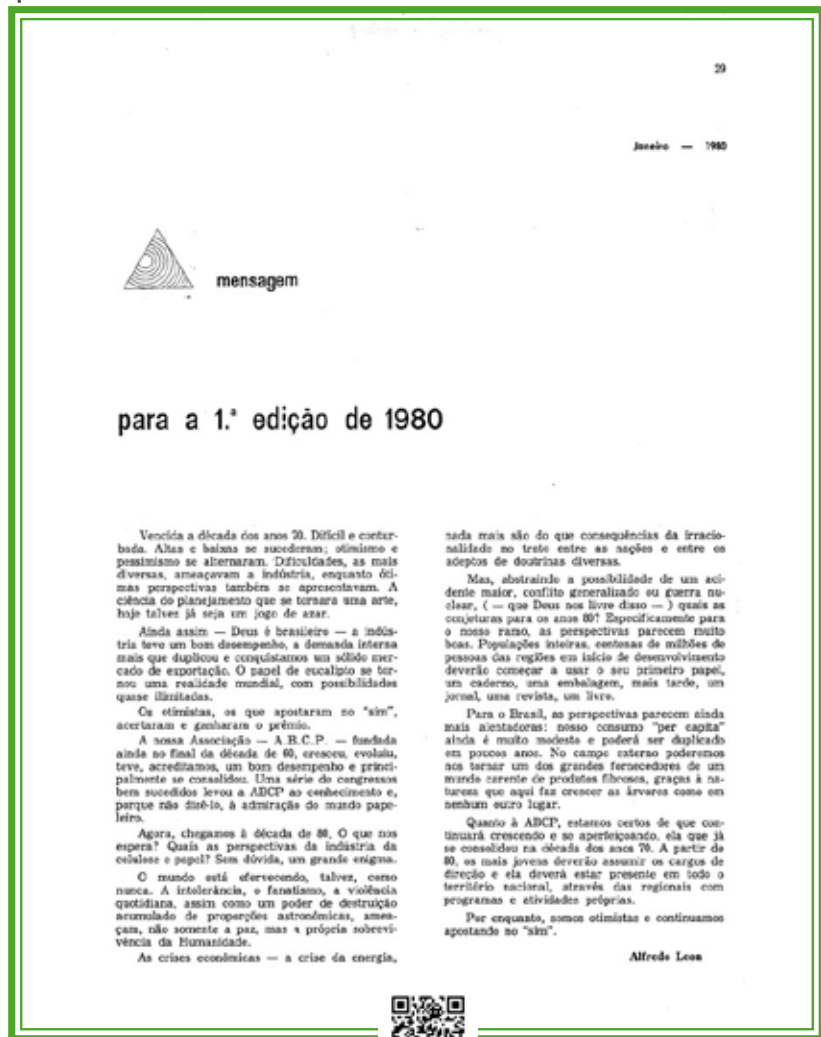 29
Janeiro — 1980
mensagem
para a 1.ª edição de 1980
Vencida a década dos anos 70. Difícil e contur-
bada. Altas e baixas se sucederam; otimismo e
pessimismo se alternaram. Dificuldades, as mais
diversas, ameaçavam a indústria, enquanto óti-
mas perspectivas também se apresentavam. A
ciência do planejamento que se tornara uma arte,
hoje talvez já seja um jogo de azar.
Ainda assim — Deus é brasileiro — a indús-
tria teve um bom desempenho, a demanda interna
mais que duplicou e conquistamos um sólido mer-
cado de exportação. O papel de eucalipto se tor-
nou uma realidade mundial, com possibilidades
quase ilimitadas.
Os otimistas, os que apostaram no "sim",
acertaram e ganharam o prêmio.
A nossa Associação — A.B.C.P. — fundada
ainda no final da década de 60, cresceu, evoluiu,
teve, acreditamos, um bom desempenho e princi-
palmente se consolidou. Uma série de congressos
bem sucedidos levou a ABCP ao conhecimento e,
porque não dizê-lo, à admiração do mundo pape-
leiro.
Agora, chegamos à década de 80. O que nos
espera? Quais as perspectivas da indústria da
celulose e papel? Sem dúvida, um grande enigma.
O mundo está efervecendo, talvez, como
nunca. A intolerância, o fanatismo, a violência
quotidiana, assim como um poder de destruição
acumulado de proporções astronômicas, amea-
çam, não somente a paz, mas a própria sobrevi-
vência da Humanidade.
As crises econômicas — a crise da energia,
nada mais são do que consequências da irracio-
nalidade no trato entre as nações e entre os
adeptos de doutrinas diversas.
Mas, abstraindo a possibilidade de um aci-
dente maior, conflito generalizado ou guerra nu-
clear, ( — que Deus nos livre disso — ) quais as
conjeturas para os anos 80? Especificamente para
o nosso ramo, as perspectivas parecem muito
boas. Populações inteiras, centenas de milhões de
pessoas das regiões em início de desenvolvimento
deverão começar a usar o seu primeiro papel,
um caderno, uma embalagem, mais tarde, um
jornal, uma revista, um livro.
Para o Brasil, as perspectivas parecem ainda
mais alentadoras: nosso consumo "per capita"
ainda é muito modesto e poderá ser duplicado
em poucos anos. No campo externo poderemos
nos tornar um dos grandes fornecedores de um
mundo carente de produtos fibrosos, graças à na-
tureza que aqui faz crescer as árvores como em
nenhum outro lugar.
Quanto à ABCP, estamos certos de que con-
tinuará crescendo e se aperfeiçoando, ela que já
se consolidou na década dos anos 70. A partir de
80, os mais jovens deverão assumir os cargos de
direção e ela deverá estar presente em todo o
território nacional, através das regionais com
programas e atividades próprias.
Por enquanto, somos otimistas e continuamos
apostando no "sim".
Alfredo Leon